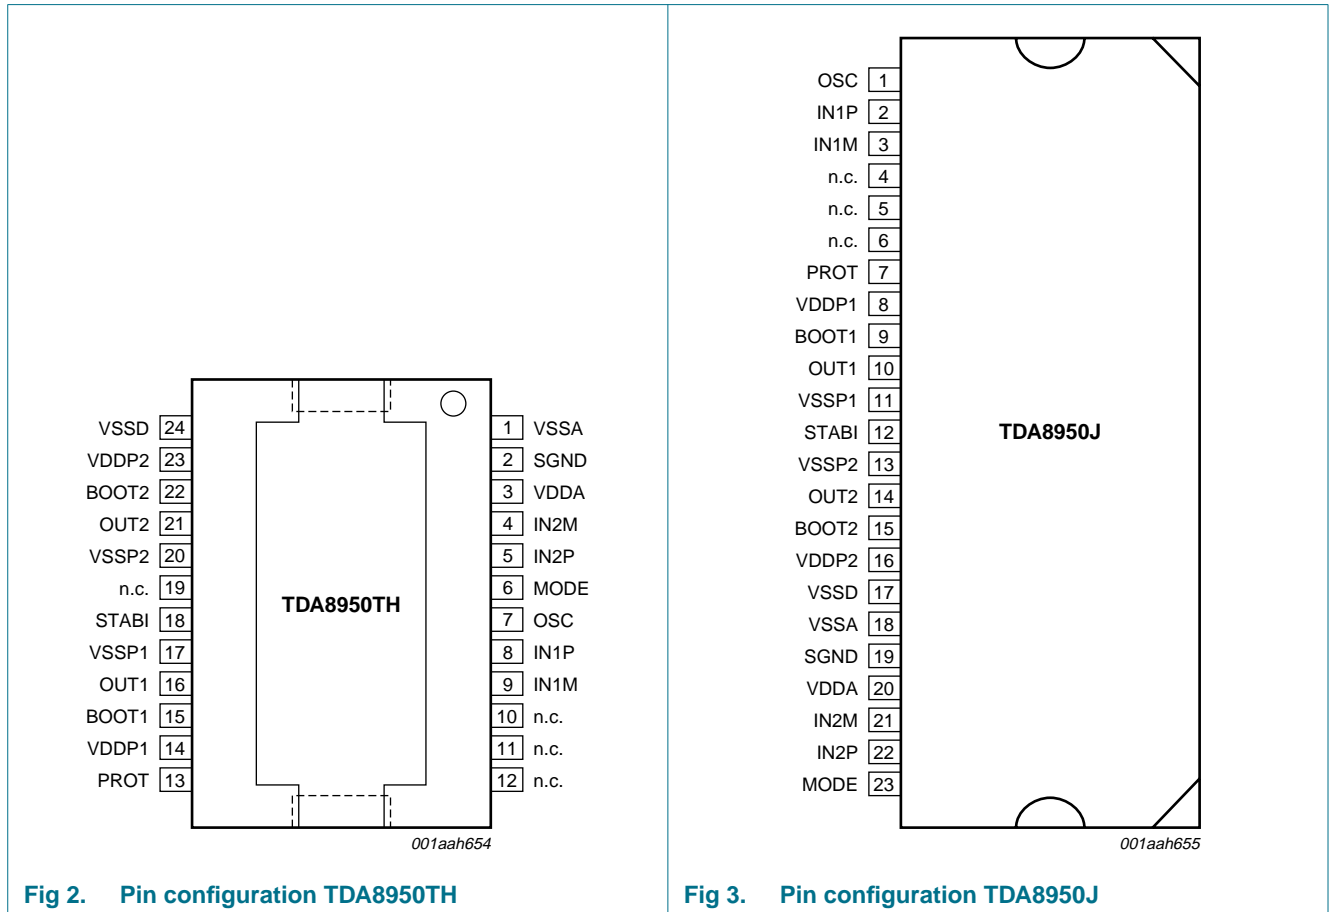 VSSD 24
VDDP2 23
BOOT2 22
OUT2 21
VSSP2 20
n.c. 19
STABI 18
VSSP1 17
OUT1 16
BOOT1 15
VDDP1 14
PROT 13
TDA8950TH
1 VSSA
2 SGND
3 VDDA
4 IN2M
5 IN2P
6 MODE
7 OSC
8 IN1P
9 IN1M
10 n.c.
11 n.c.
12 n.c.
001aah654
Fig 2. Pin configuration TDA8950TH
OSC 1
IN1P 2
IN1M 3
n.c. 4
n.c. 5
n.c. 6
PROT 7
VDDP1 8
BOOT1 9
OUT1 10
VSSP1 11
STABI 12
VSSP2 13
OUT2 14
BOOT2 15
VDDP2 16
VSSD 17
VSSA 18
SGND 19
VDDA 20
IN2M 21
IN2P 22
MODE 23
TDA8950J
001aah655
Fig 3. Pin configuration TDA8950J